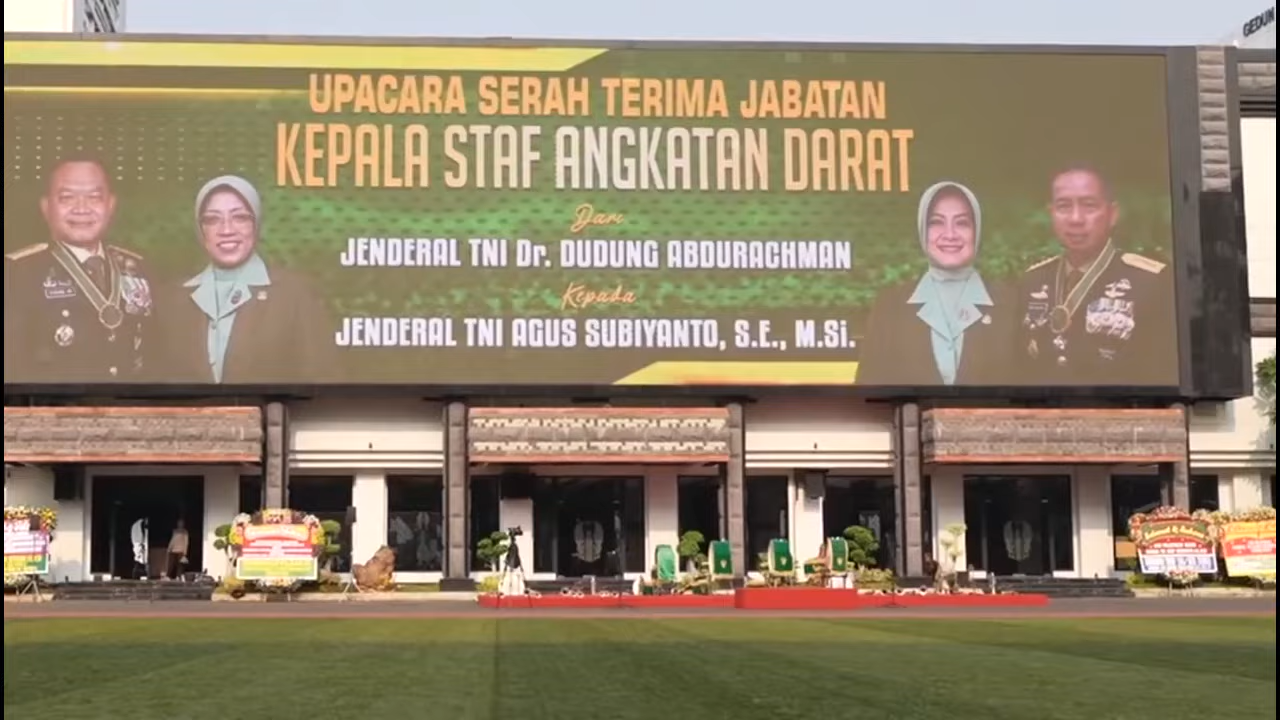 GEDUN
UPACARA SERAH TERIMA JABATAN
KEPALA STAF ANGKATAN DARAT
Dari
JENDERAL TNI Dr. DUDUNG ABDURACHMAN
Kepada
JENDERAL TNI AGUS SUBIYANTO, S.E., M.Si.